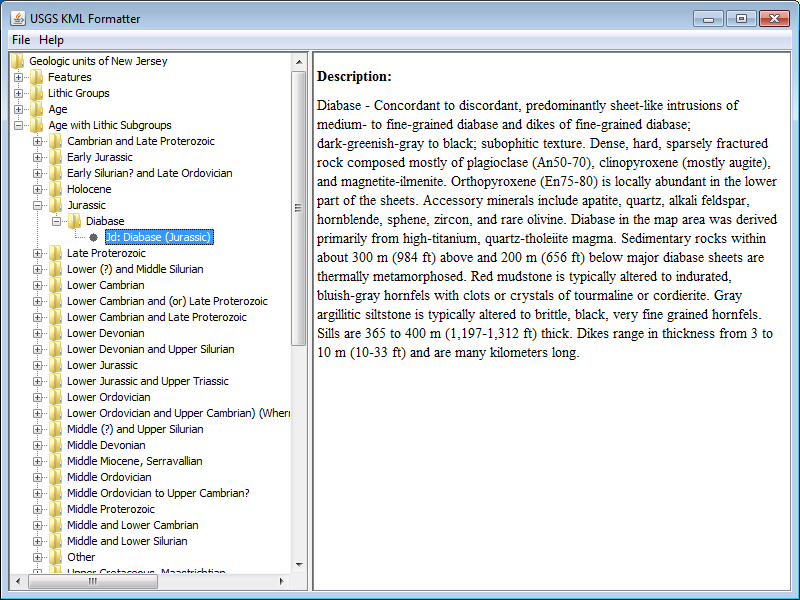 USGS KML Formatter
File Help
Geologic units of New Jersey
Features
Lithic Groups
Age
Age with Lithic Subgroups
Cambrian and Late Proterozoic
Early Jurassic
Early Silurian? and Late Ordovician
Holocene
Jurassic
Diabase
Jd: Diabase (Jurassic)
Late Proterozoic
Lower (?) and Middle Silurian
Lower Cambrian
Lower Cambrian and (or) Late Proterozoic
Lower Cambrian and Late Proterozoic
Lower Devonian
Lower Devonian and Upper Silurian
Lower Jurassic
Lower Jurassic and Upper Triassic
Lower Ordovician
Lower Ordovician and Upper Cambrian) (Wher
Middle (?) and Upper Silurian
Middle Devonian
Middle Miocene, Serravallian
Middle Ordovician
Middle Ordovician to Upper Cambrian?
Middle Proterozoic
Middle and Lower Cambrian
Middle and Lower Silurian
Other
Upper Cretaceous, Maastrichtian
Description:
Diabase - Concordant to discordant, predominantly sheet-like intrusions of
medium- to fine-grained diabase and dikes of fine-grained diabase;
dark-greenish-gray to black; subophitic texture. Dense, hard, sparsely fractured
rock composed mostly of plagioclase (An50-70), clinopyroxene (mostly augite),
and magnetite-ilmenite. Orthopyroxene (En75-80) is locally abundant in the lower
part of the sheets. Accessory minerals include apatite, quartz, alkali feldspar,
hornblende, sphene, zircon, and rare olivine. Diabase in the map area was derived
primarily from high-titanium, quartz-tholeiite magma. Sedimentary rocks within
about 300 m (984 ft) above and 200 m (656 ft) below major diabase sheets are
thermally metamorphosed. Red mudstone is typically altered to indurated,
bluish-gray hornfels with clots or crystals of tourmaline or cordierite. Gray
argillitic siltstone is typically altered to brittle, black, very fine grained hornfels.
Sills are 365 to 400 m (1,197-1,312 ft) thick. Dikes range in thickness from 3 to
10 m (10-33 ft) and are many kilometers long.